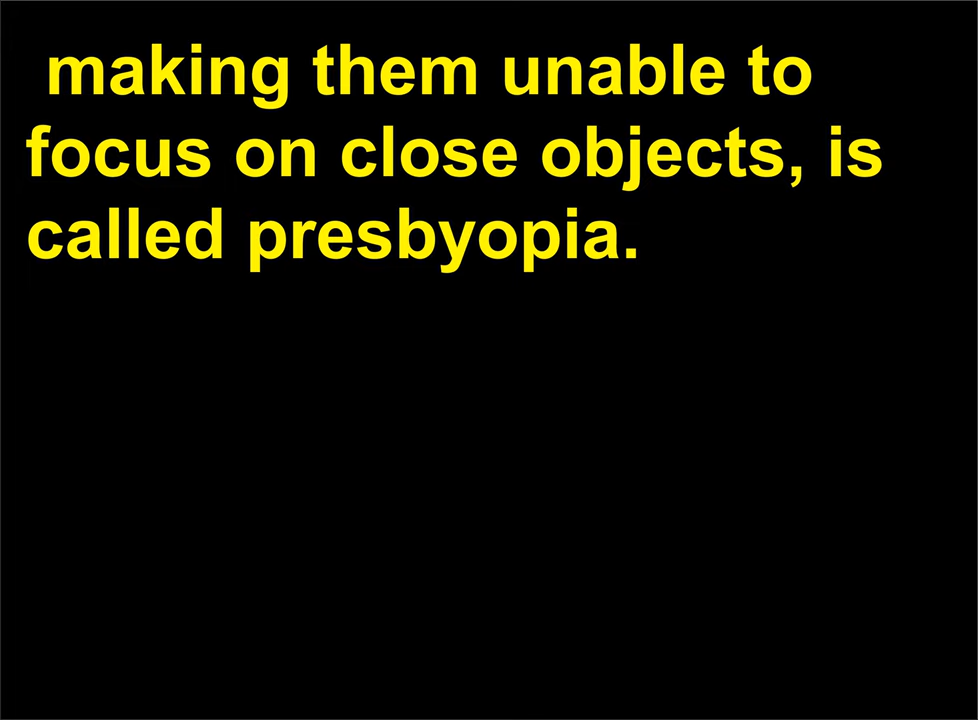 making them unable to
focus on close objects, is
called presbyopia.